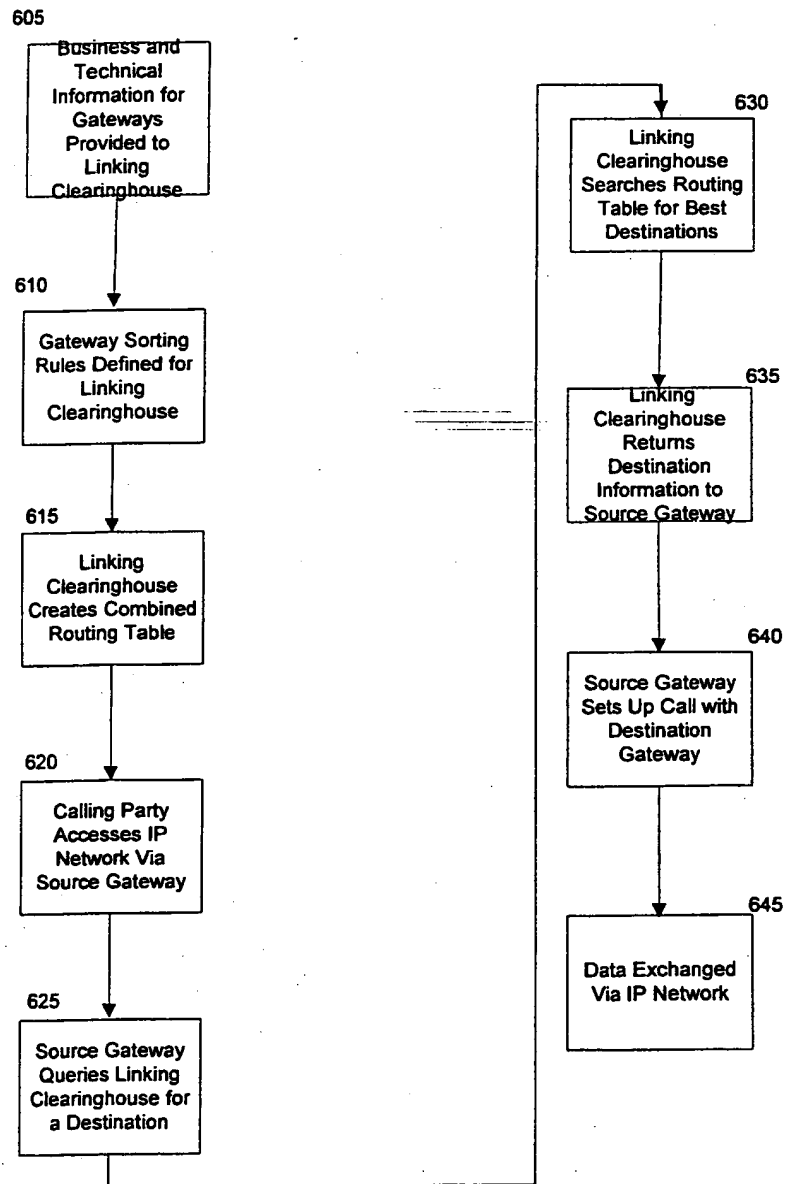 605
Business and
Technical
Information for
Gateways
Provided to
Linking
Clearinghouse
610
Gateway Sorting
Rules Defined for
Linking
Clearinghouse
615
Linking
Clearinghouse
Creates Combined
Routing Table
620
Calling Party
Accesses IP
Network Via
Source Gateway
625
Source Gateway
Queries Linking
Clearinghouse for
a Destination
630
Linking
Clearinghouse
Searches Routing
Table for Best
Destinations
635
Linking
Clearinghouse
Returns
Destination
Information to
Source Gateway
640
Source Gateway
Sets Up Call with
Destination
Gateway
645
Data Exchanged
Via IP Network